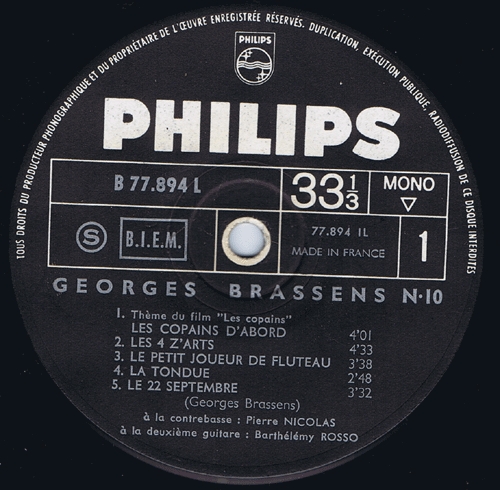 TOUS DROITS DU PRODUCTEUR PHONOGRAPHIQUE ET DU PROPRIÉTAIRE DE L'ŒUVRE ENREGISTRÉE RÉSERVÉS. DUPLICATION, EXÉCUTION PUBLIQUE, RADIODIFFUSION DE CE DISQUE INTERDITES
PHILIPS
PHILIPS
B 77.894 L
33 1/3
MONO
S
B.I.E.M.
77.894 IL
MADE IN FRANCE
1
GEORGES BRASSENS N·10
1. Thème du film "Les copains"
LES COPAINS D'ABORD 4'01
2. LES 4 Z'ARTS 4'33
3. LE PETIT JOUEUR DE FLUTEAU 3'38
4. LA TONDUE 2'48
5. LE 22 SEPTEMBRE 3'32
(Georges Brassens)
à la contrebasse : Pierre NICOLAS
à la deuxième guitare : Barthélémy ROSSO